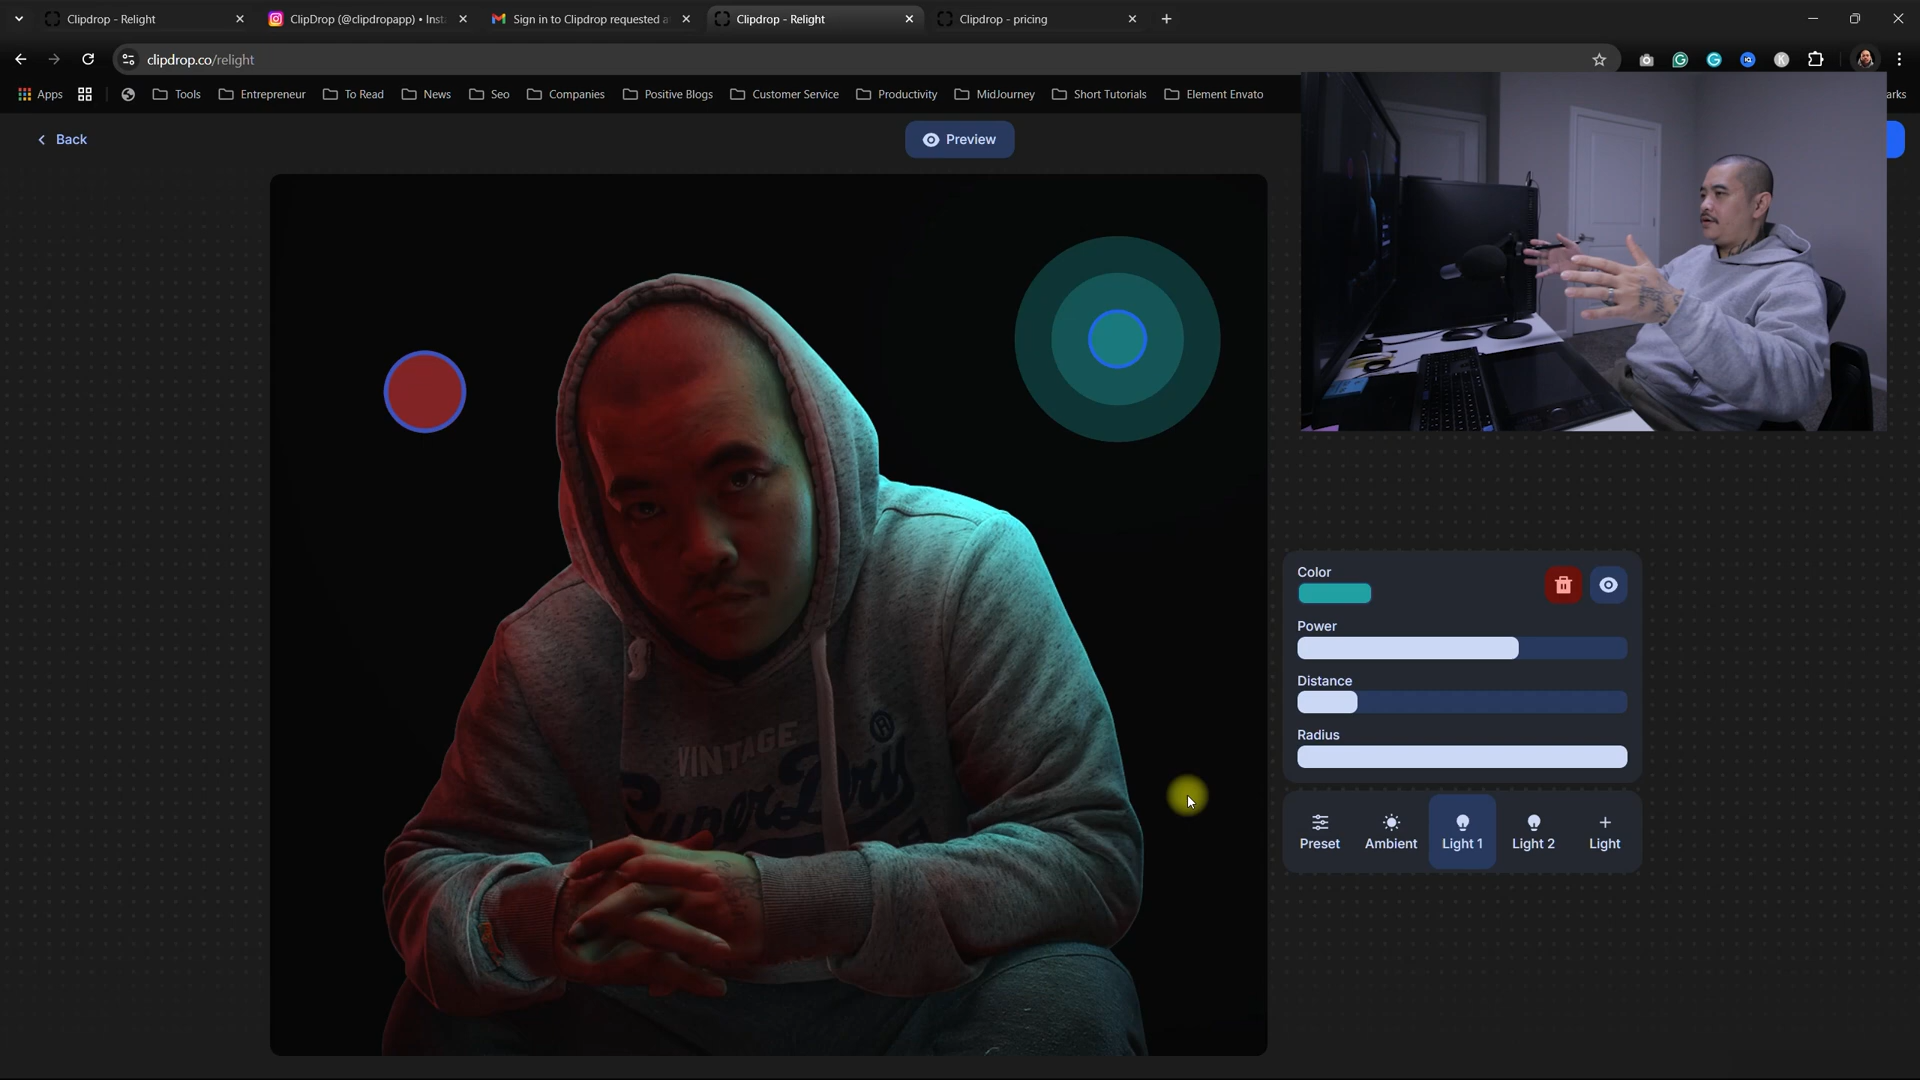 Clipdrop - Relight
ClipDrop (@clipdropapp) • Inst
Sign in to Clipdrop requested a
Clipdrop - Relight
Clipdrop - pricing
clipdrop.co/relight
Apps
Tools
Entrepreneur
To Read
News
Seo
Companies
Positive Blogs
Customer Service
Productivity
MidJourney
Short Tutorials
Element Envato
arks
Back
Preview
VINTAGE
SuperDry
®
Color
Power
Distance
Radius
Preset
Ambient
Light 1
Light 2
Light